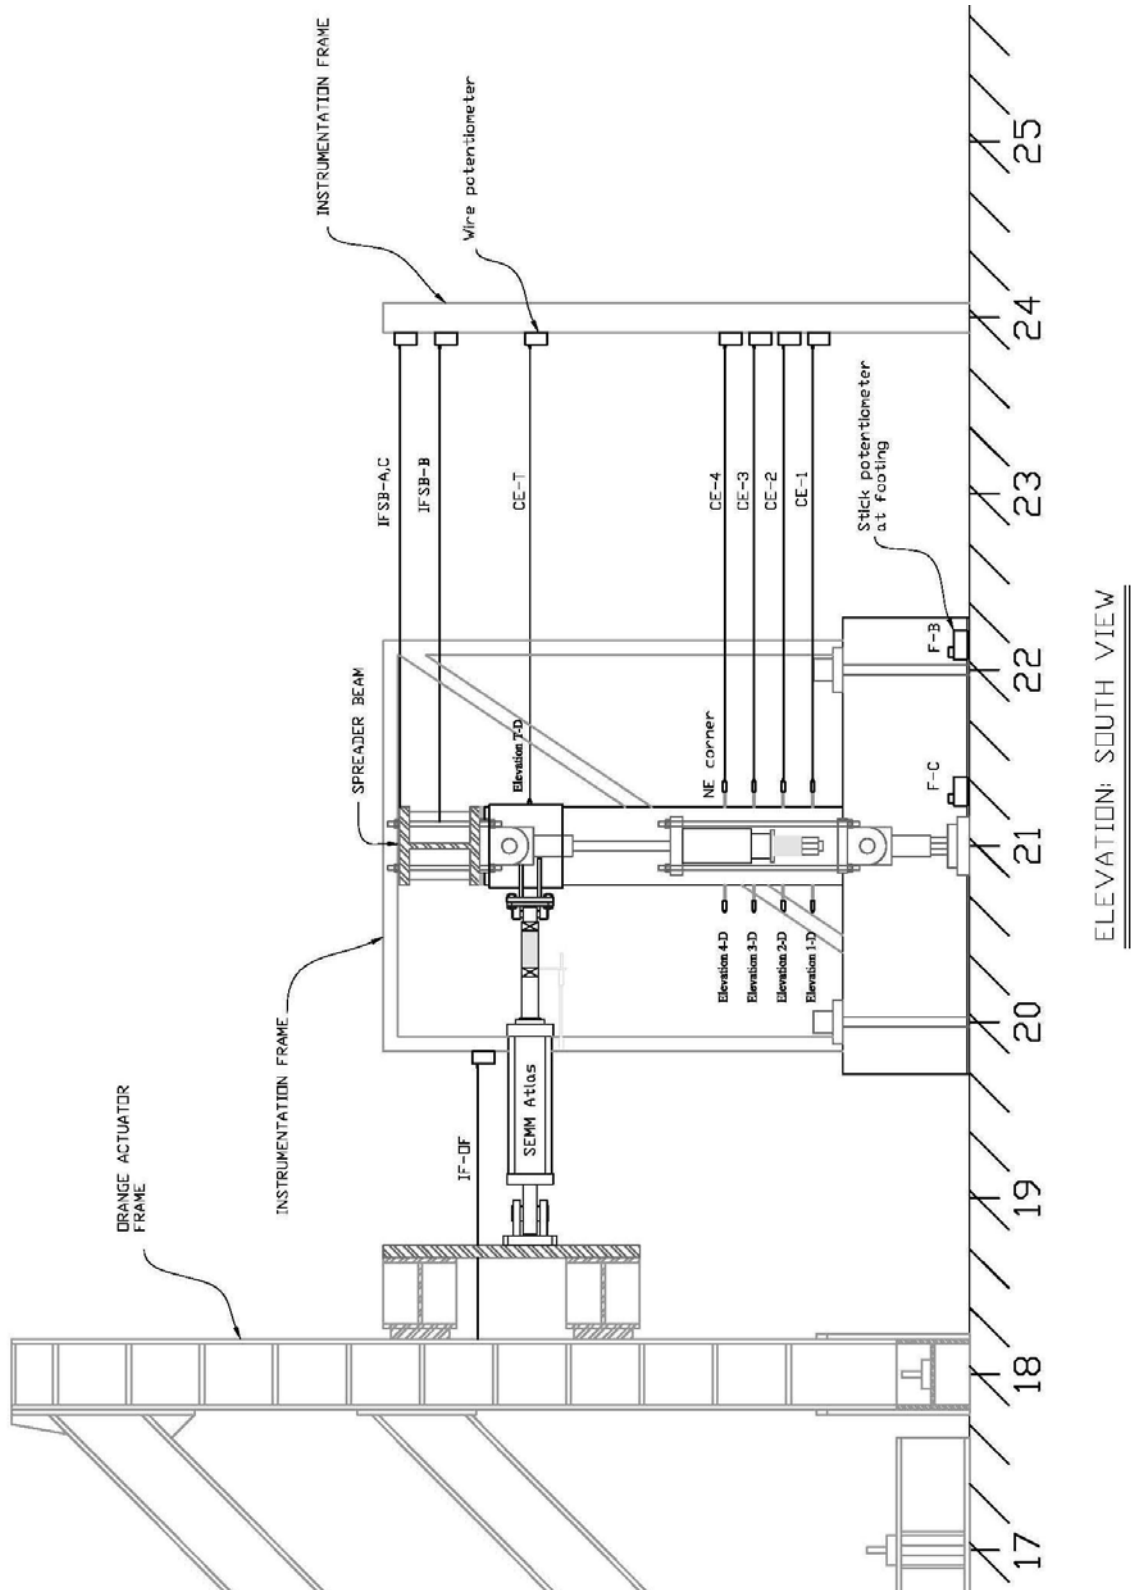 ORANGE ACTUATOR
FRAME
INSTRUMENTATION FRAME
SPREADER BEAM
INSTRUMENTATION FRAME
Wire potentiometer
IFSB-A,C
IFSB-B
CE-T
Elevation T-D
IF-OF
SEMM Atlas
NE corner
CE-4
CE-3
CE-2
CE-1
Elevation 4-D
Elevation 3-D
Elevation 2-D
Elevation 1-D
Stick potentiometer
at footing
F-C
F-B
17
18
19
20
21
22
23
24
25
ELEVATION: SOUTH VIEW